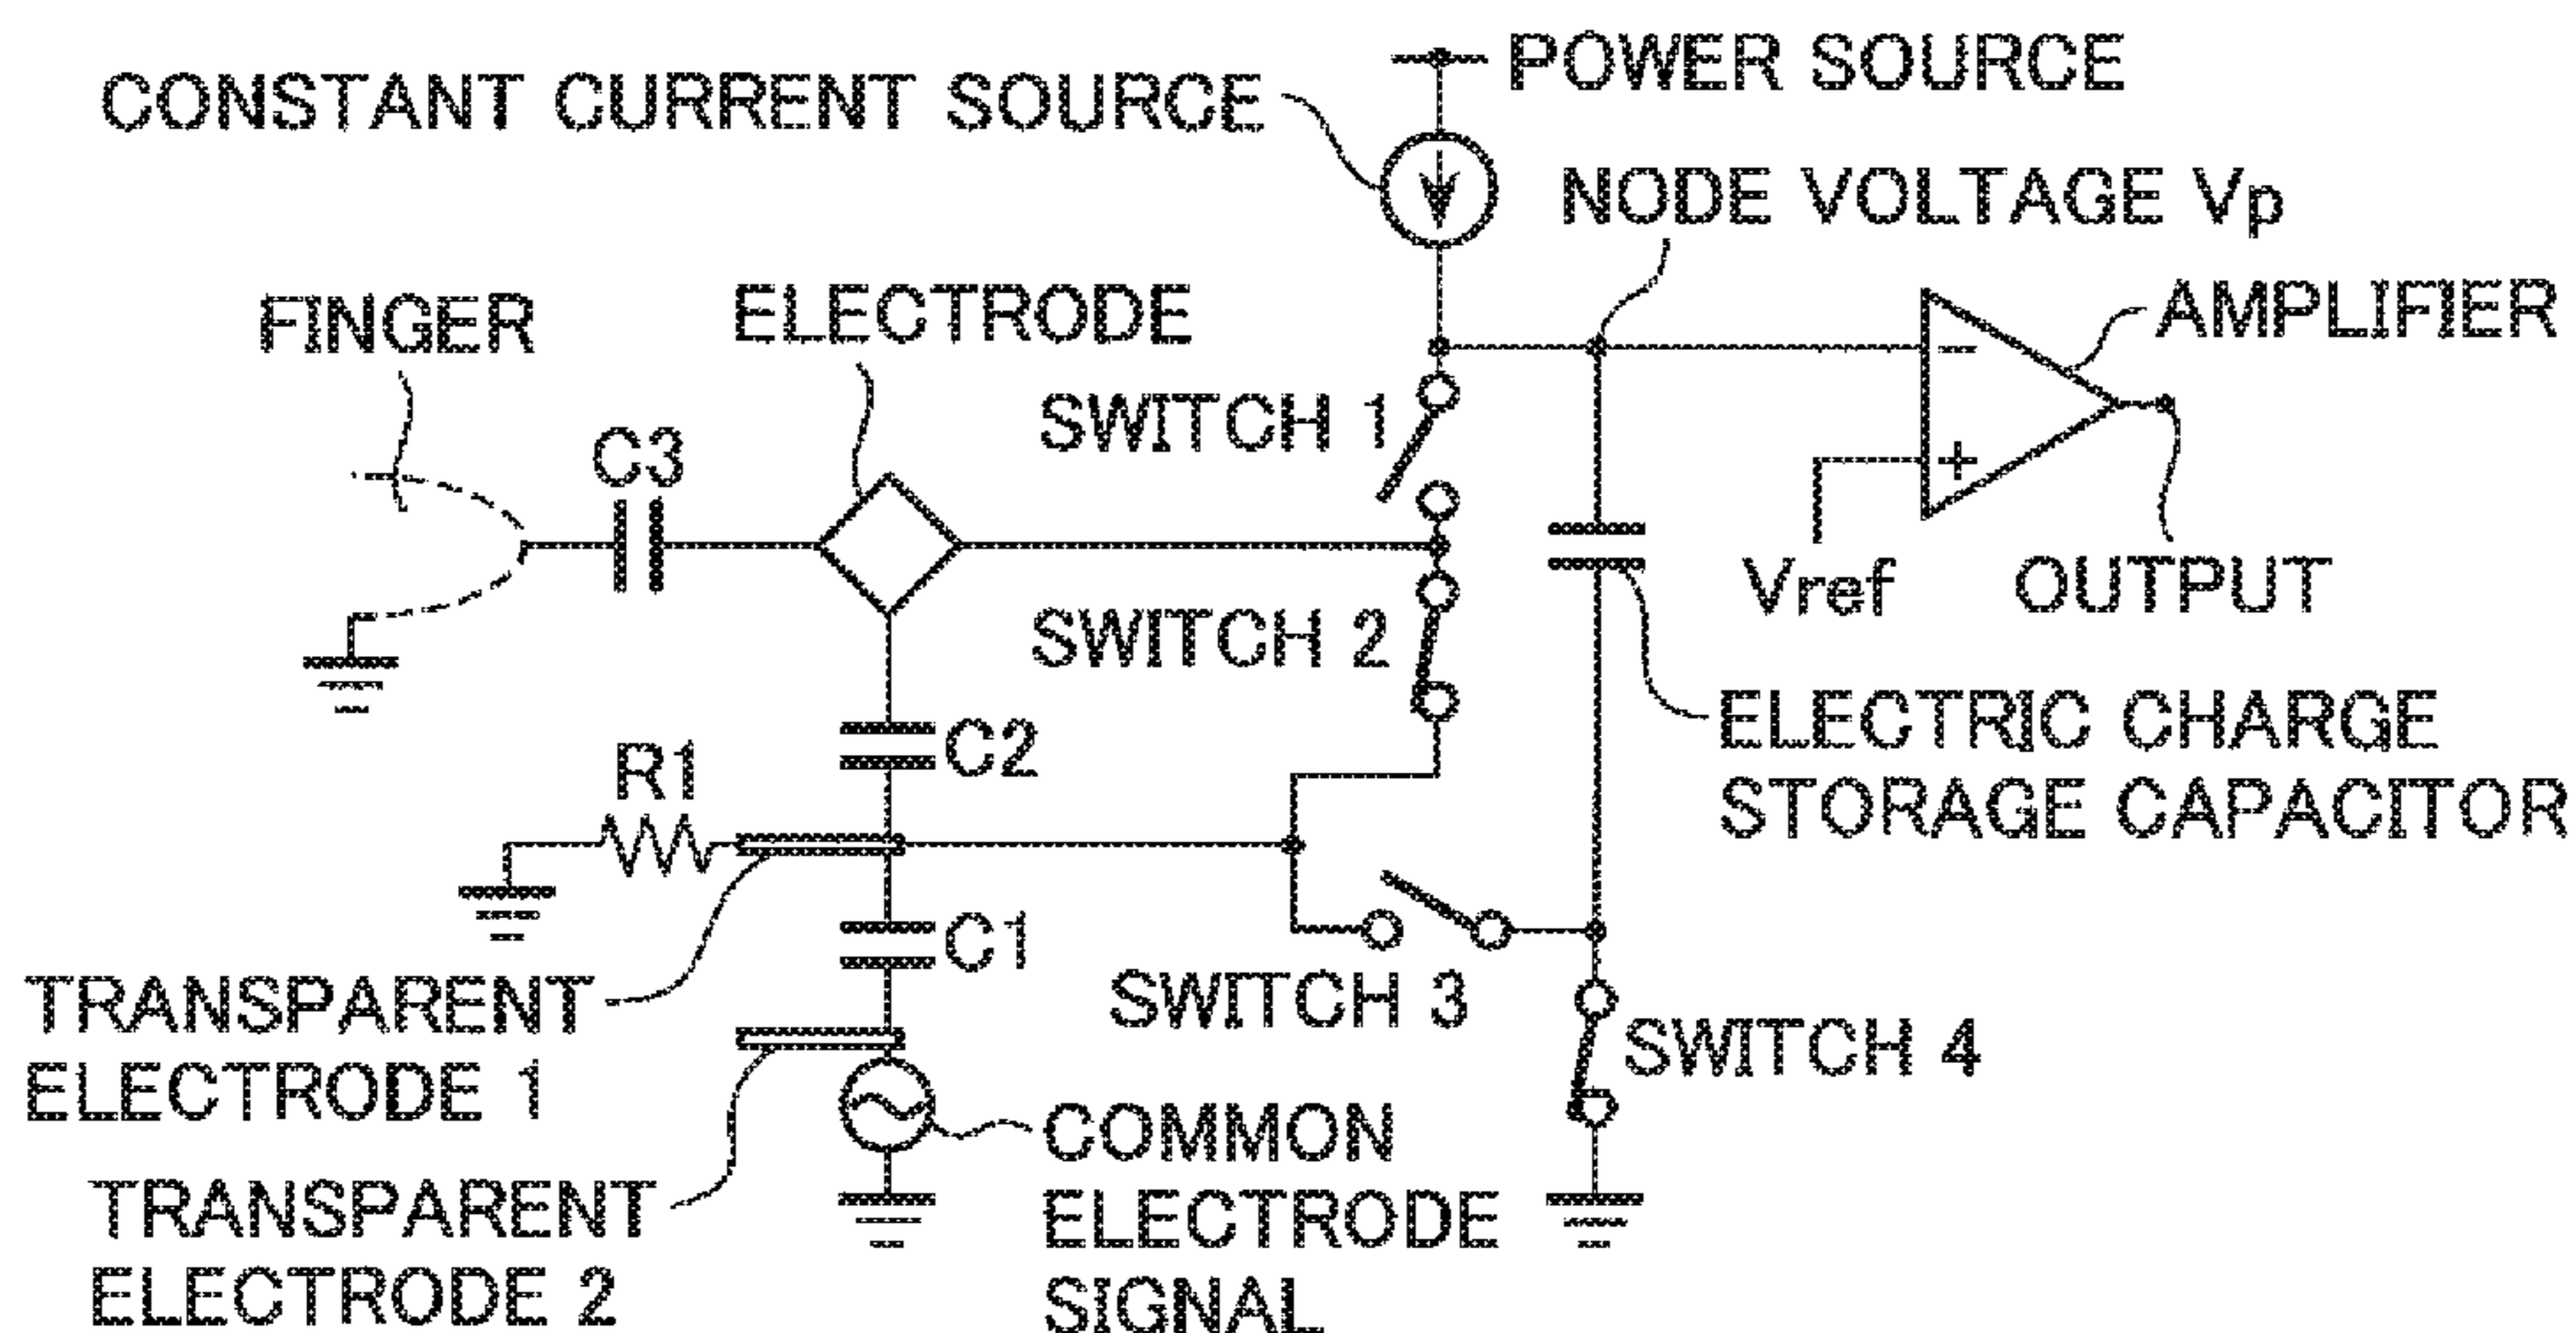 POWER SOURCE
CONSTANT CURRENT SOURCE
NODE VOLTAGE Vp
FINGER
ELECTRODE
AMPLIFIER
SWITCH 1
C3
-
+
Vref
OUTPUT
SWITCH 2
C2
R1
ELECTRIC CHARGE
STORAGE CAPACITOR
C1
TRANSPARENT
ELECTRODE 1
SWITCH 3
SWITCH 4
COMMON
ELECTRODE
SIGNAL
TRANSPARENT
ELECTRODE 2